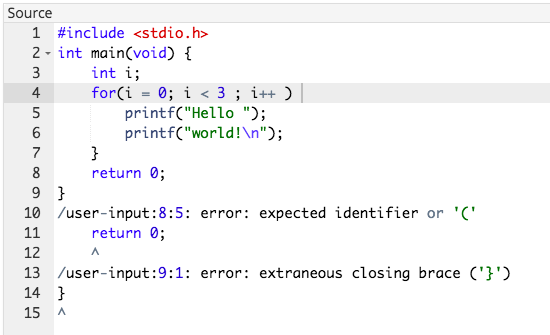 Source
1 #include <stdio.h>
2 int main(void) {
3     int i;
4     for(i = 0; i < 3 ; i++ )
5         printf("Hello ");
6         printf("world!\n");
7     }
8     return 0;
9 }
10 /user-input:8:5: error: expected identifier or '('
11     return 0;
12     ^
13 /user-input:9:1: error: extraneous closing brace ('}')
14 }
15 ^